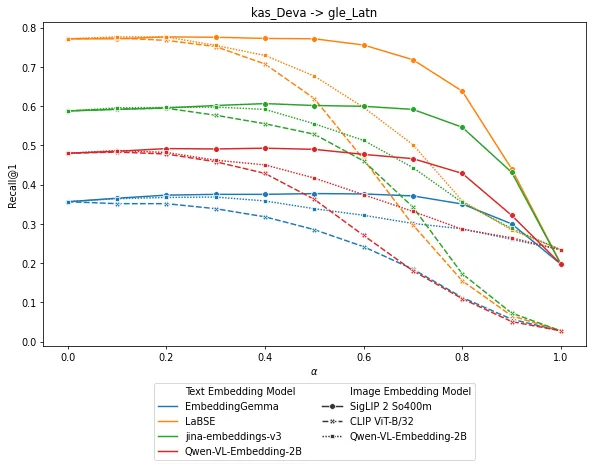 kas_Deva -> gle_Latn
Recall@1
0.8
0.7
0.6
0.5
0.4
0.3
0.2
0.1
0.0
0.0 0.2 0.4 0.6 0.8 1.0
α
Text Embedding Model Image Embedding Model
EmbeddingGemma SigLIP 2 So400m
LaBSE CLIP ViT-B/32
jina-embeddings-v3 Qwen-VL-Embedding-2B
Qwen-VL-Embedding-2B